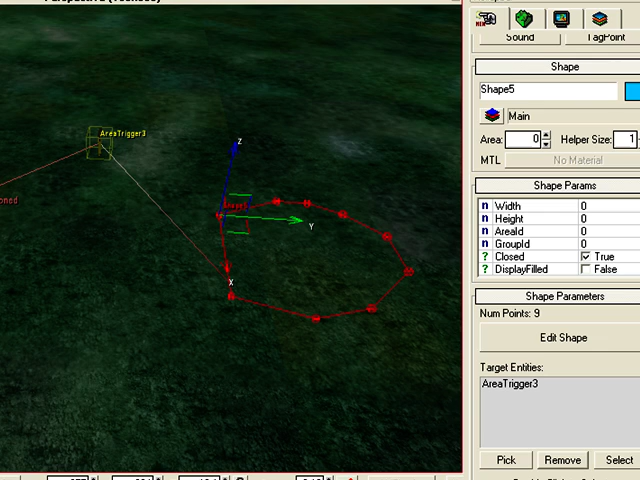 Perspective
Sound TagPoint
AreaTrigger3
Z
Y
X
oned
Shape
Shape5
Main
Area: 0 Helper Size: 1
MTL No Material
Shape Params
n Width 0
n Height 0
n AreaId 0
n GroupId 0
? Closed True
? DisplayFilled False
Shape Parameters
Num Points: 9
Edit Shape
Target Entities:
AreaTrigger3
Pick Remove Select